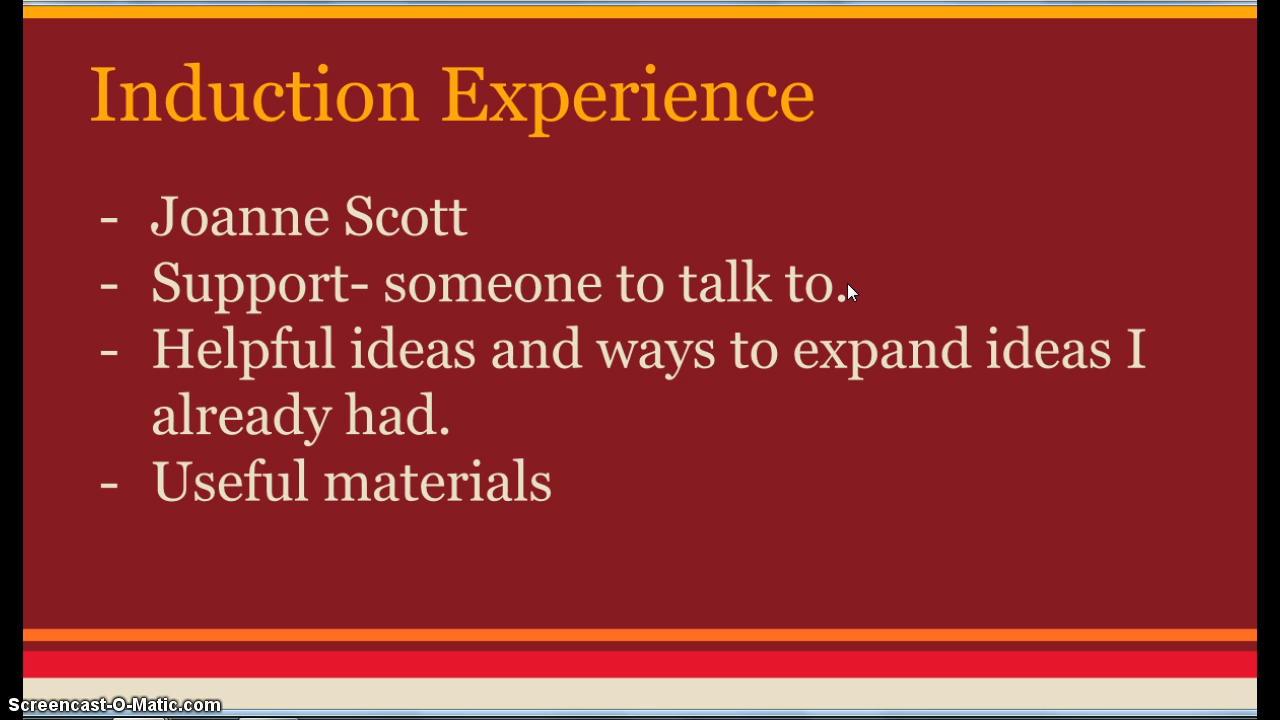 Induction Experience
- Joanne Scott
- Support- someone to talk to.
- Helpful ideas and ways to expand ideas I
already had.
- Useful materials
Screencast-O-Matic.com